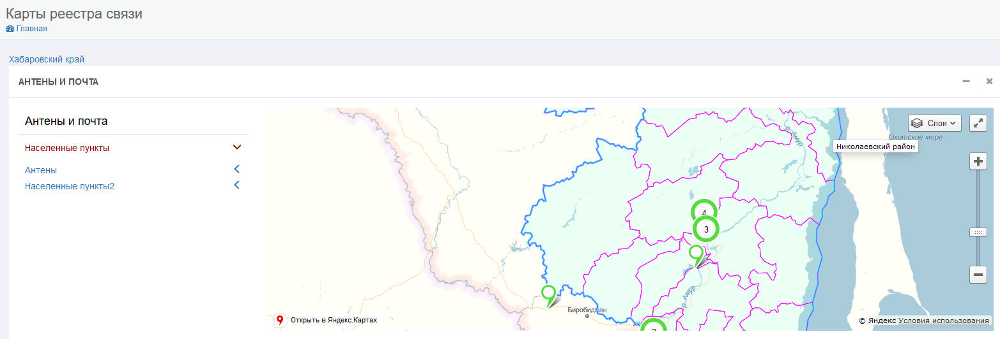 Карты реестра связи
Главная
Хабаровский край
АНТЕНЫ И ПОЧТА
Антены и почта
Населенные пункты
Антены
Населенные пункты2
Слои
Охотское море
Николаевский район
р. Амур
4
3
р. Амур
Биробиджан
Открыть в Яндекс.Картах
© Яндекс Условия использования